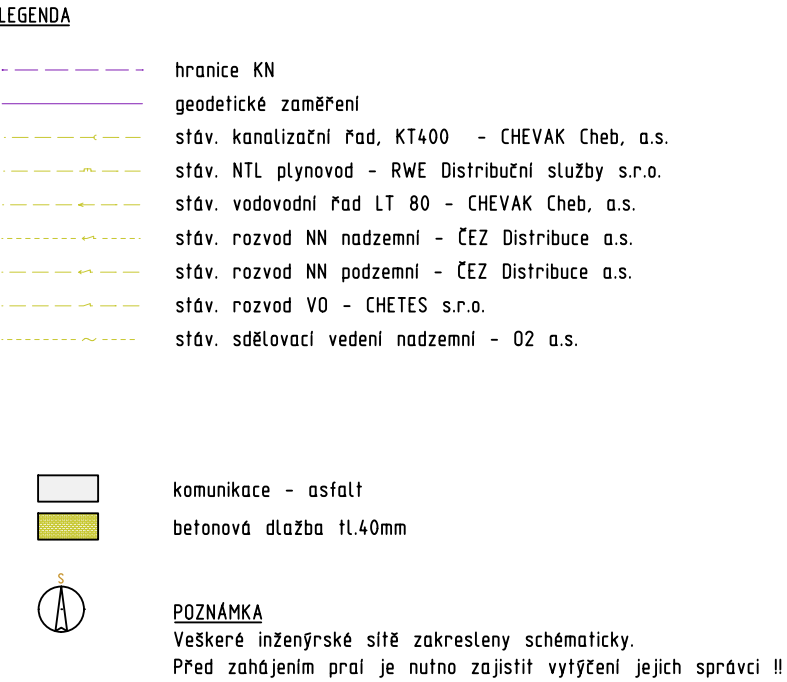 LEGENDA
hranice KN
geodetické zaměření
stáv. kanalizační řad, KT400 - CHEVAK Cheb, a.s.
stáv. NTL plynovod - RWE Distribuční služby s.r.o.
stáv. vodovodní řad LT 80 - CHEVAK Cheb, a.s.
stáv. rozvod NN nadzemní - ČEZ Distribuce a.s.
stáv. rozvod NN podzemní - ČEZ Distribuce a.s.
stáv. rozvod VO - CHETES s.r.o.
stáv. sdělovací vedení nadzemní - O2 a.s.
komunikace - asfalt
betonová dlažba tl.40mm
S
POZNÁMKA
Veškeré inženýrské sítě zakresleny schématicky.
Před zahájením praí je nutno zajistit vytýčení jejich správci !!